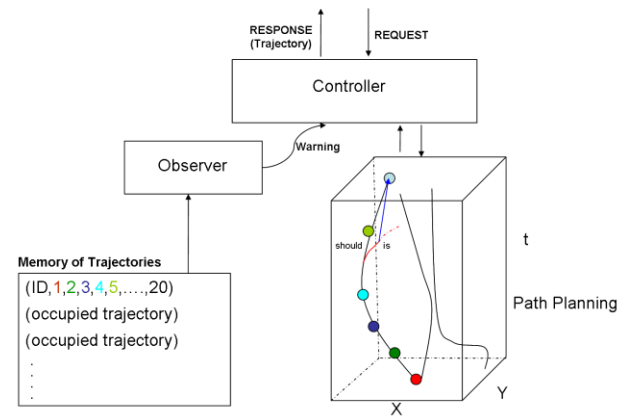 RESPONSE
(Trajectory)
REQUEST
Controller
Warning
Observer
should
is
t
Memory of Trajectories
(ID,1,2,3,4,5,....,20)
(occupied trajectory)
(occupied trajectory)
Path Planning
X
Y